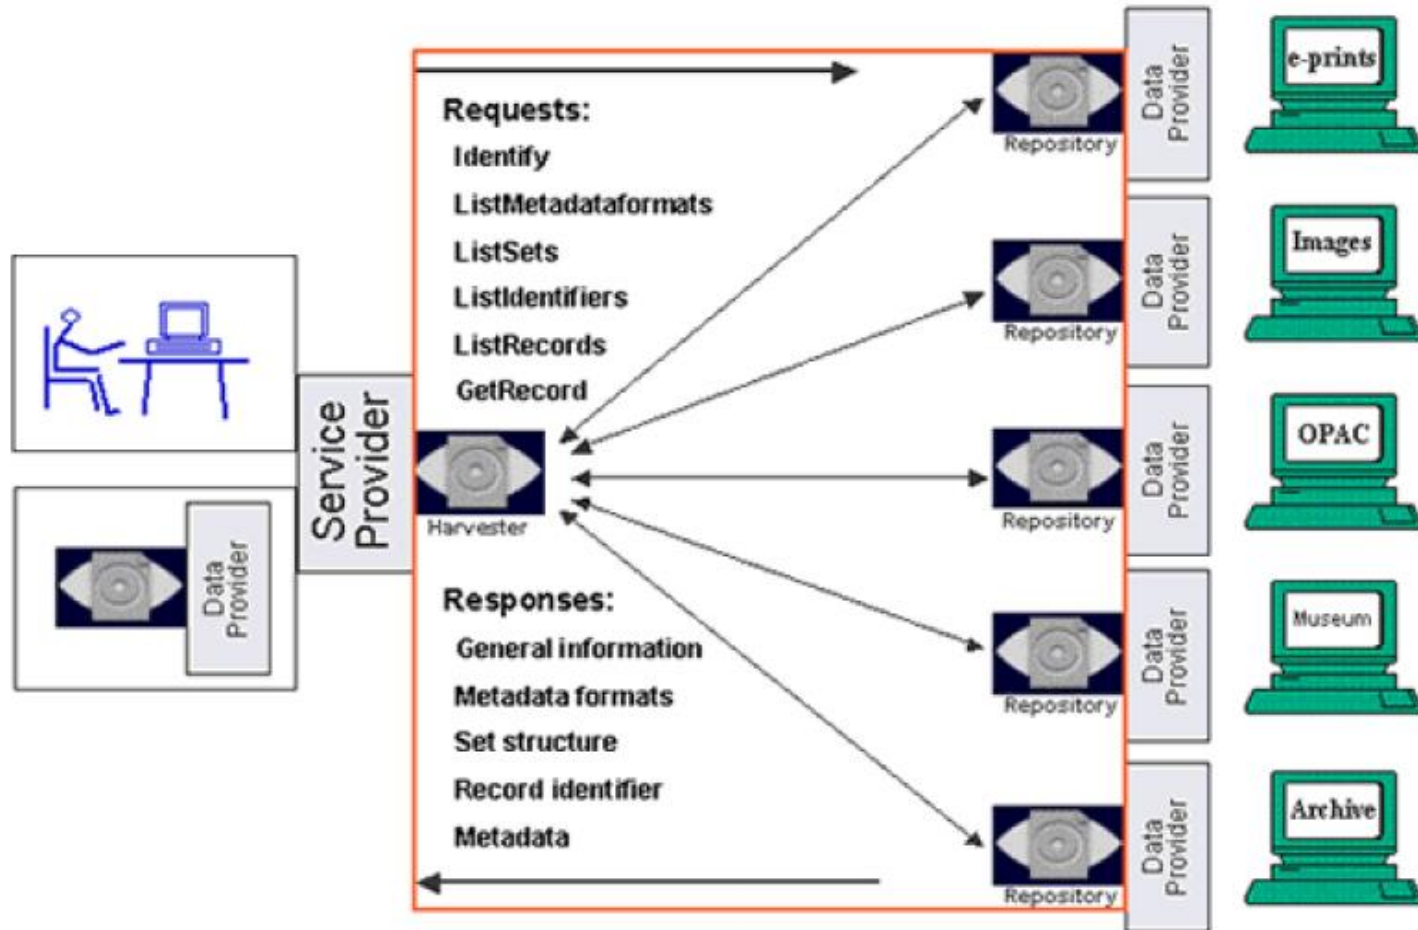 Requests:
Identify
ListMetadataformats
ListSets
ListIdentifiers
ListRecords
GetRecord
Service
Provider
Harvester
Data
Provider
Responses:
General information
Metadata formats
Set structure
Record identifier
Metadata
Repository
Data
Provider
e-prints
Repository
Data
Provider
Images
Repository
Data
Provider
OPAC
Repository
Data
Provider
Museum
Repository
Data
Provider
Archive